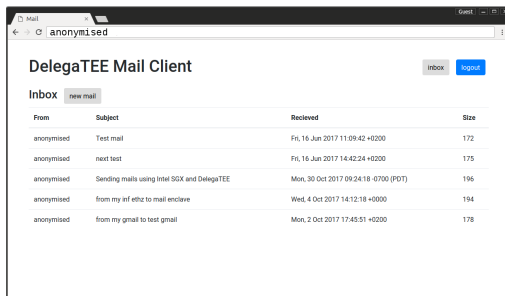 Guest
Mail
anonymised
DelegaTEE Mail Client
inbox logout
Inbox new mail
From Subject Recieved Size
anonymised Test mail Fri, 16 Jun 2017 11:09:42 +0200 172
anonymised next test Fri, 16 Jun 2017 14:42:24 +0200 175
anonymised Sending mails using Intel SGX and DelegaTEE Mon, 30 Oct 2017 09:24:18 -0700 (PDT) 196
anonymised from my inf ethz to mail enclave Wed, 4 Oct 2017 14:12:18 +0000 194
anonymised from my gmail to test gmail Mon, 2 Oct 2017 17:45:51 +0200 178